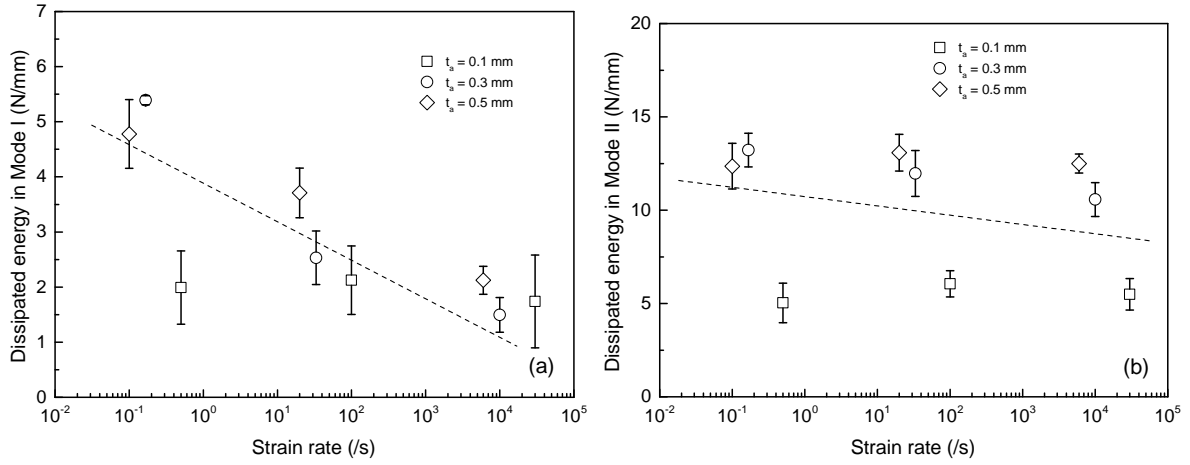 7
6
5
4
3
2
1
0
10^-2 10^-1 10^0 10^1 10^2 10^3 10^4 10^5
Dissipated energy in Mode I (N/mm)
Strain rate (/s)
t_a = 0.1 mm
t_a = 0.3 mm
t_a = 0.5 mm
(a)
20
15
10
5
0
10^-2 10^-1 10^0 10^1 10^2 10^3 10^4 10^5
Dissipated energy in Mode II (N/mm)
Strain rate (/s)
t_a = 0.1 mm
t_a = 0.3 mm
t_a = 0.5 mm
(b)